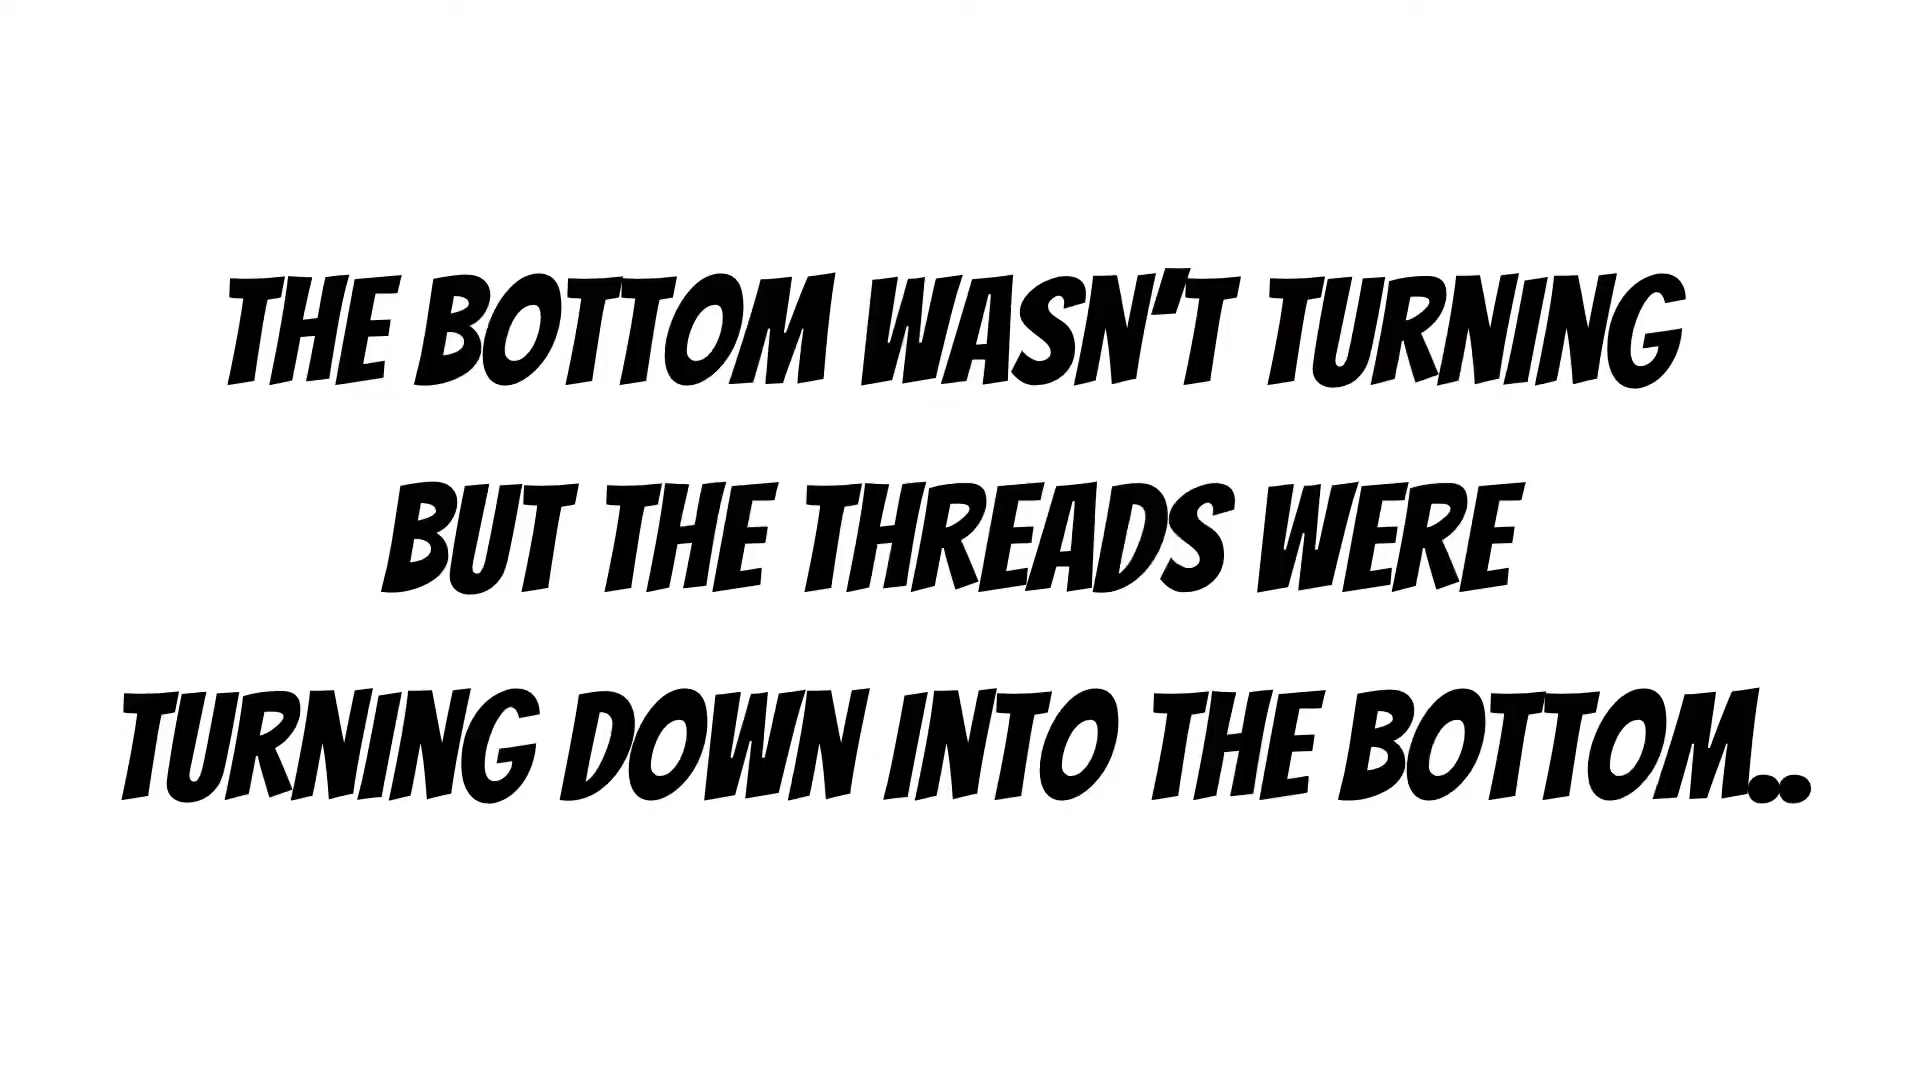 THE BOTTOM WASN'T TURNING
BUT THE THREADS WERE
TURNING DOWN INTO THE BOTTOM..